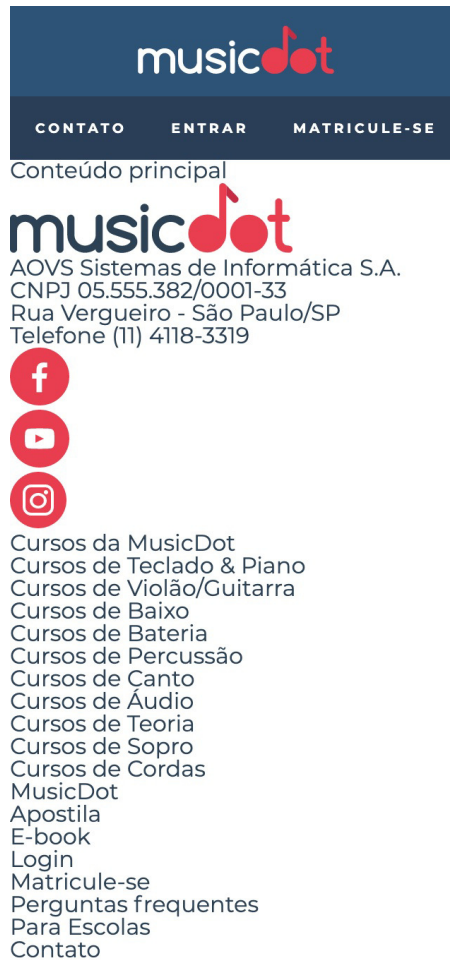 musicdot
CONTATO ENTRAR MATRICULE-SE
Conteúdo principal
musicdot
AOVS Sistemas de Informática S.A.
CNPJ 05.555.382/0001-33
Rua Vergueiro - São Paulo/SP
Telefone (11) 4118-3319
Cursos da MusicDot
Cursos de Teclado & Piano
Cursos de Violão/Guitarra
Cursos de Baixo
Cursos de Bateria
Cursos de Percussão
Cursos de Canto
Cursos de Áudio
Cursos de Teoria
Cursos de Sopro
Cursos de Cordas
MusicDot
Apostila
E-book
Login
Matricule-se
Perguntas frequentes
Para Escolas
Contato